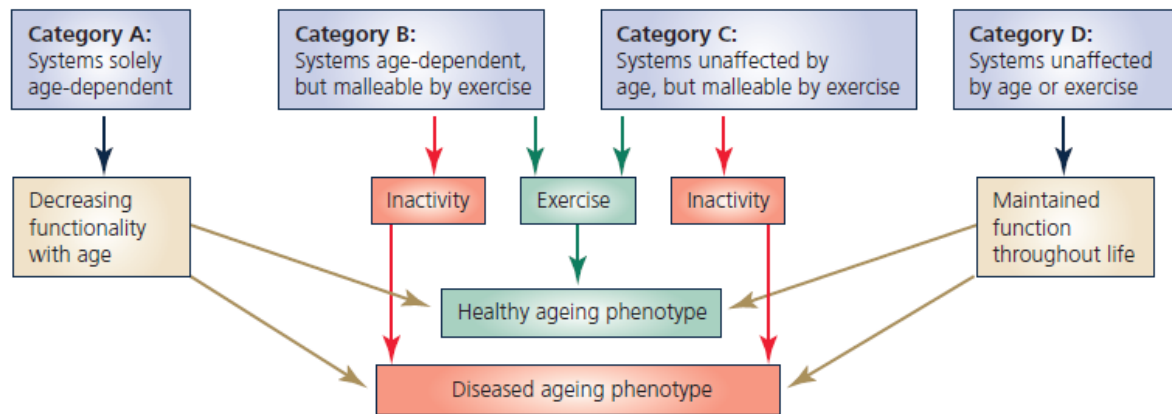 Category A:
Systems solely
age-dependent
Category B:
Systems age-dependent,
but malleable by exercise
Category C:
Systems unaffected by
age, but malleable by exercise
Category D:
Systems unaffected
by age or exercise
Decreasing
functionality
with age
Inactivity
Exercise
Inactivity
Maintained
function
throughout life
Healthy ageing phenotype
Diseased ageing phenotype